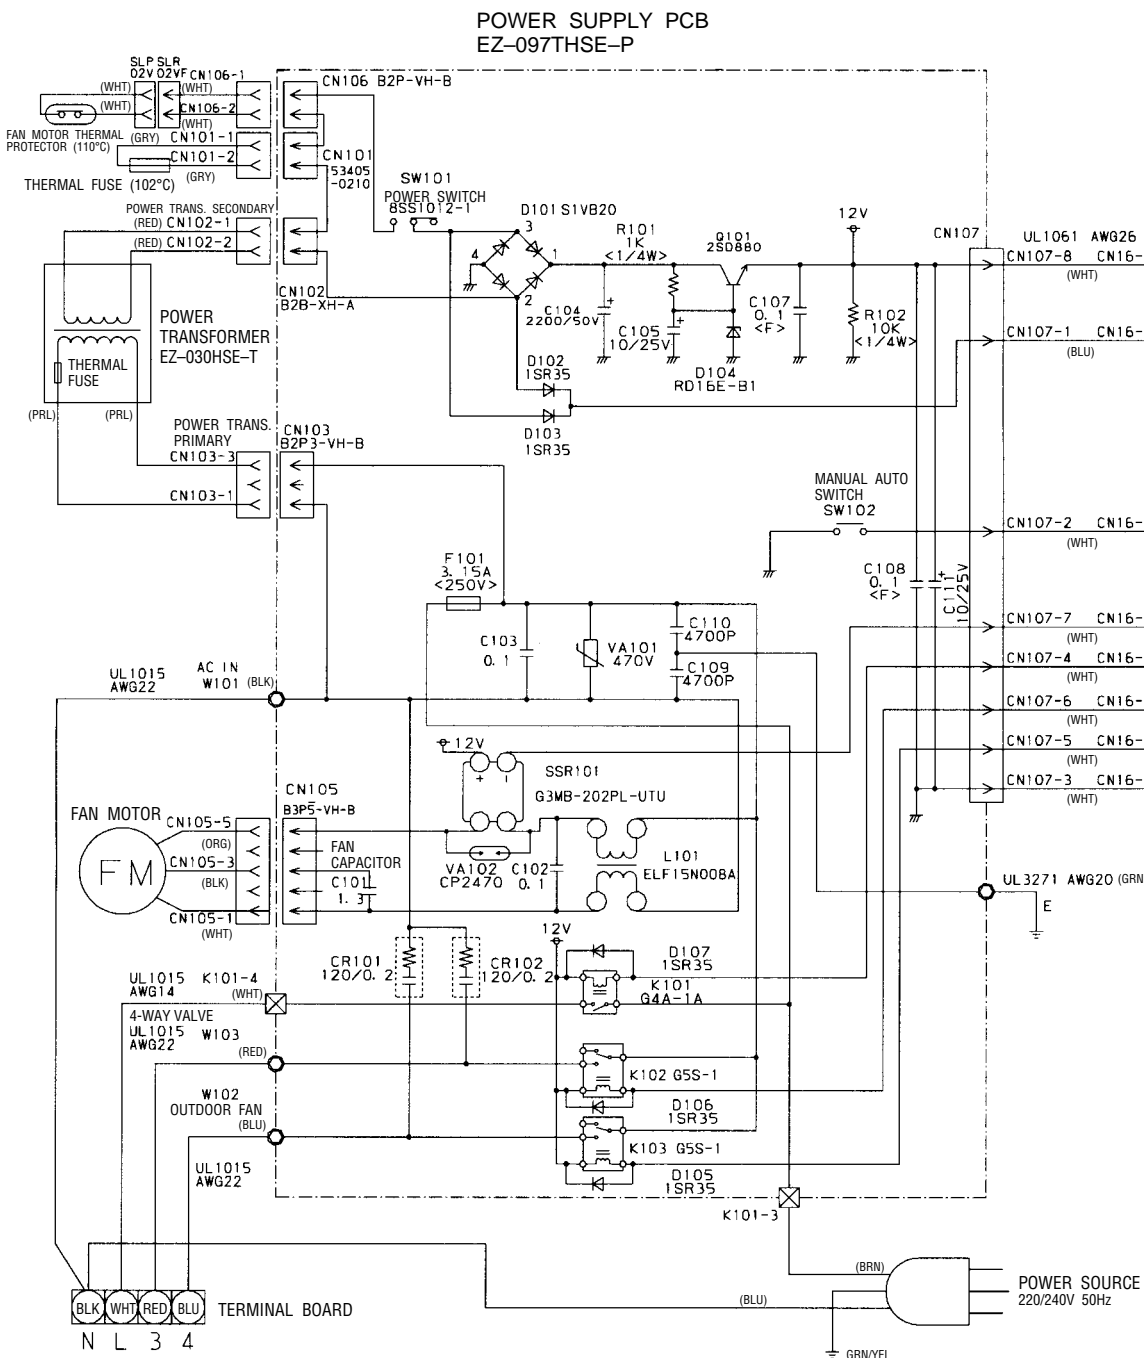 POWER SUPPLY PCB
EZ–097THSE–P
SLP SLR
02V 02VF CN106-1
(WHT) (WHT)
CN106 B2P-VH-B
(WHT) CN106-2
(WHT)
FAN MOTOR THERMAL
PROTECTOR (110°C)
(GRY) CN101-1
CN101-2
(GRY)
THERMAL FUSE (102°C)
CN101
53405
-0210
SW101
POWER SWITCH
8SS1012-1
POWER TRANS. SECONDARY
(RED) CN102-1
(RED) CN102-2
CN102
B2B-XH-A
D101 S1VB20
3
4
1
2
R101
1K
<1/4W>
Q101
2SD880
12V
CN107
UL1061 AWG26
CN107-8 CN16-
(WHT)
C104
2200/50V
+
C105
10/25V
+
C107
0.1
<F>
R102
10K
<1/4W>
CN107-1 CN16-
(BLU)
D104
RD16E-B1
D102
1SR35
D103
1SR35
POWER
TRANSFORMER
EZ–030HSE–T
THERMAL
FUSE
(PRL) (PRL)
POWER TRANS.
PRIMARY
CN103-3
CN103-1
CN103
B2P3-VH-B
MANUAL AUTO
SWITCH
SW102
CN107-2 CN16-
(WHT)
F101
3.15A
<250V>
C108
0.1
<F>
C111
10/25V
+
C103
0.1
VA101
470V
C110
4700P
C109
4700P
CN107-7 CN16-
(WHT)
CN107-4 CN16-
(WHT)
CN107-6 CN16-
(WHT)
CN107-5 CN16-
(WHT)
CN107-3 CN16-
(WHT)
UL1015
AWG22
AC IN
W101 (BLK)
12V
+ -
SSR101
G3MB-202PL-UTU
CN105
B3P5-VH-B
FAN MOTOR
FM
CN105-5
(ORG)
CN105-3
(BLK)
CN105-1
(WHT)
FAN
CAPACITOR
C101
1.3
VA102
CP2470
C102
0.1
L101
ELF15N008A
UL3271 AWG20 (GRN
E
12V
CR101
120/0.2
CR102
120/0.2
D107
1SR35
K101
G4A-1A
UL1015 K101-4
AWG14
(WHT)
4-WAY VALVE
UL1015 W103
AWG22
(RED)
K102 G5S-1
D106
1SR35
W102
OUTDOOR FAN
(BLU)
K103 G5S-1
D105
1SR35
UL1015
AWG22
K101-3
(BRN)
(BLU)
POWER SOURCE
220/240V 50Hz
GRN/YEL
BLK WHT RED BLU
TERMINAL BOARD
N L 3 4